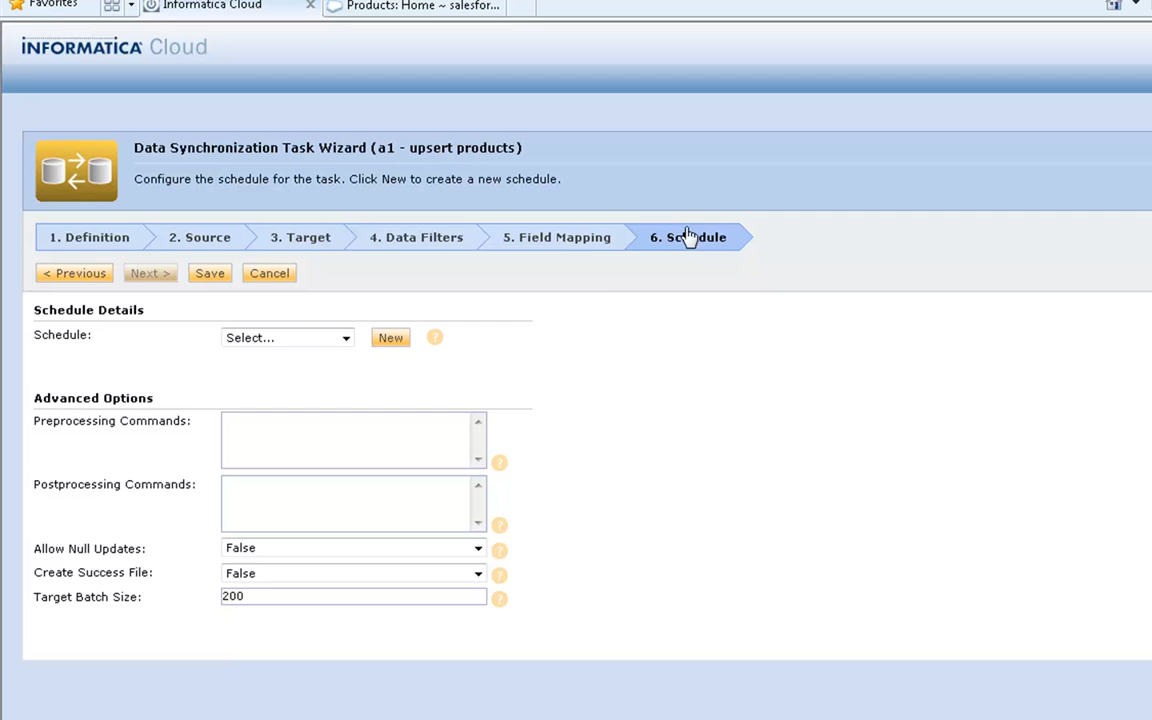 Favorites
Informatica Cloud
Products: Home ~ salesfor...
INFORMATICA Cloud
Data Synchronization Task Wizard (a1 - upsert products)
Configure the schedule for the task. Click New to create a new schedule.
1. Definition
2. Source
3. Target
4. Data Filters
5. Field Mapping
6. Schedule
< Previous
Next >
Save
Cancel
Schedule Details
Schedule:
Select...
New
?
Advanced Options
Preprocessing Commands:
?
Postprocessing Commands:
?
Allow Null Updates:
False
?
Create Success File:
False
?
Target Batch Size:
200
?